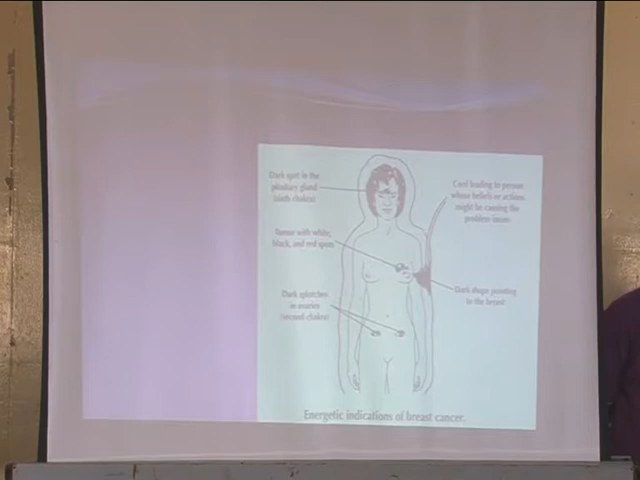 Dark spot in the
pituitary gland
(sixth chakra)
Cord leading to person
whose beliefs or actions
might be causing the
problem
Tumor with white,
black, and red spots
Dark splotches
in ovaries
(second chakra)
Dark shape pointing
to the breast
Energetic indications of breast cancer.